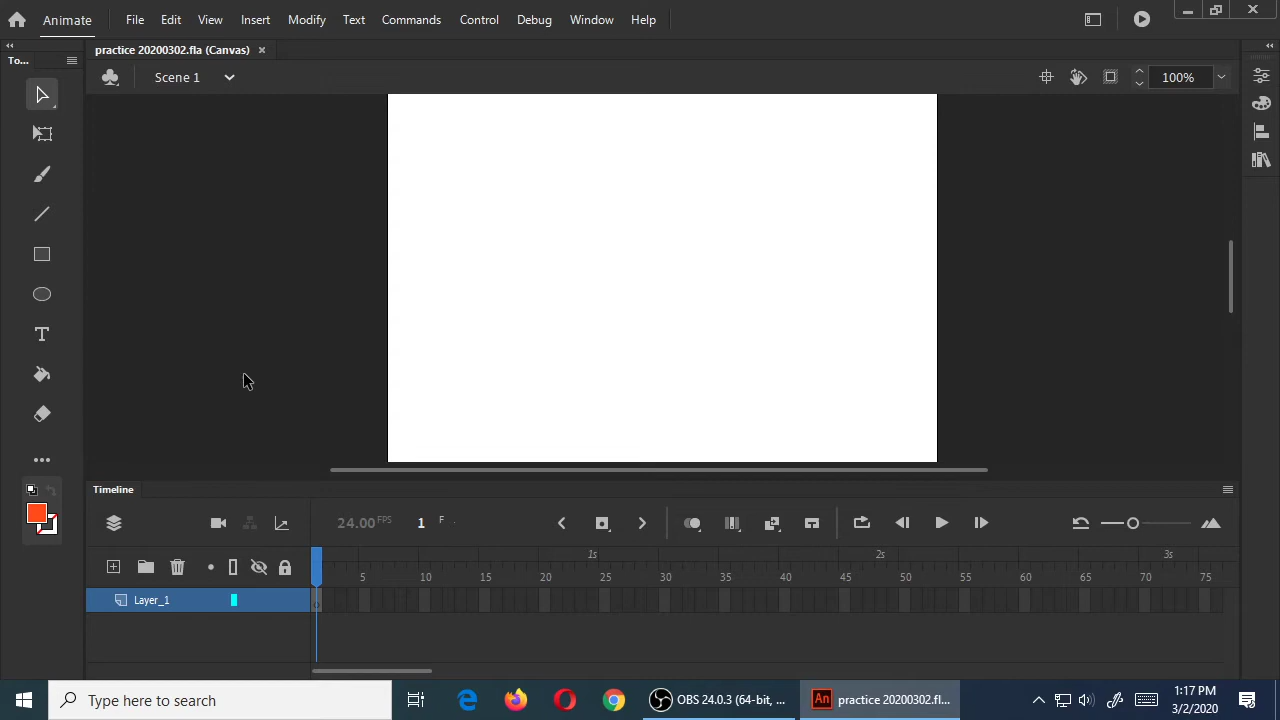 Animate File Edit View Insert Modify Text Commands Control Debug Window Help
practice 20200302.fla (Canvas)
To...
Scene 1
100%
T
Timeline
24.00 FPS 1 F
1s 2s 3s
5 10 15 20 25 30 35 40 45 50 55 60 65 70 75
Layer_1
Type here to search
OBS 24.0.3 (64-bit, ...
An practice 20200302.fl...
1:17 PM
3/2/2020